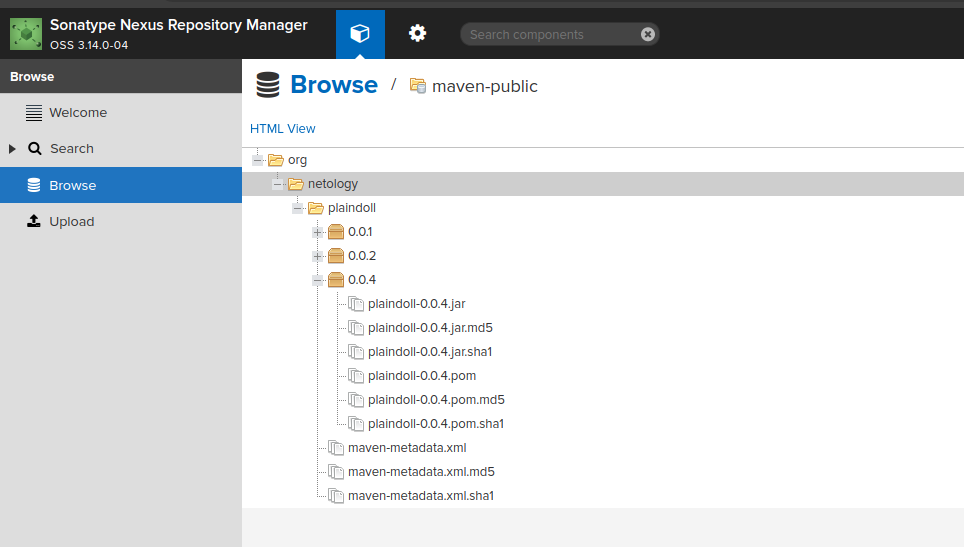 Sonatype Nexus Repository Manager
OSS 3.14.0-04
Search components
Browse
Welcome
Search
Browse
Upload
Browse / maven-public
HTML View
org
netology
plaindoll
0.0.1
0.0.2
0.0.4
plaindoll-0.0.4.jar
plaindoll-0.0.4.jar.md5
plaindoll-0.0.4.jar.sha1
plaindoll-0.0.4.pom
plaindoll-0.0.4.pom.md5
plaindoll-0.0.4.pom.sha1
maven-metadata.xml
maven-metadata.xml.md5
maven-metadata.xml.sha1